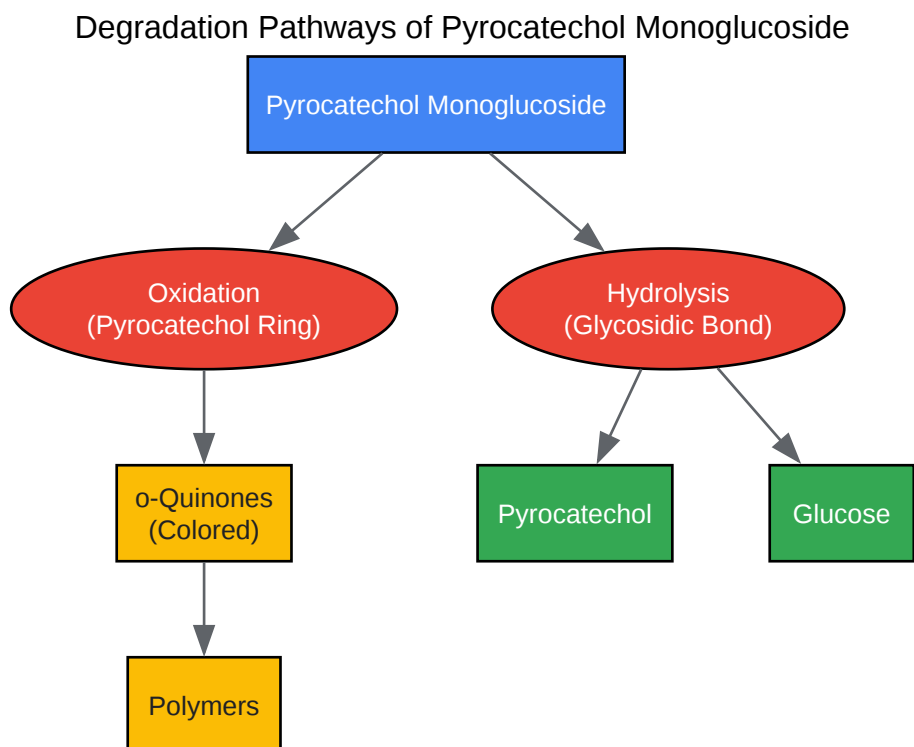 Degradation Pathways of Pyrocatechol Monoglucoside
Pyrocatechol Monoglucoside
Oxidation
(Pyrocatechol Ring)
Hydrolysis
(Glycosidic Bond)
o-Quinones
(Colored)
Pyrocatechol
Glucose
Polymers